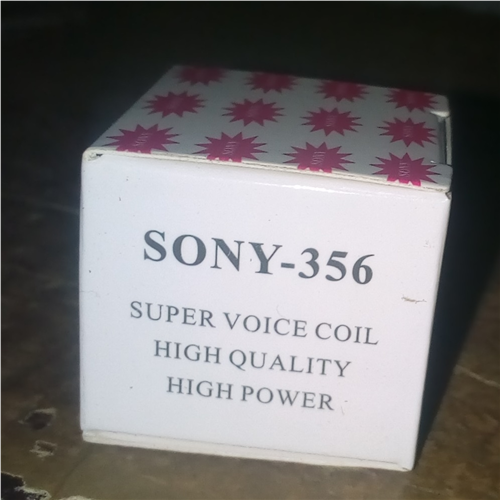 SONY-356
SUPER VOICE COIL
HIGH QUALITY
HIGH POWER